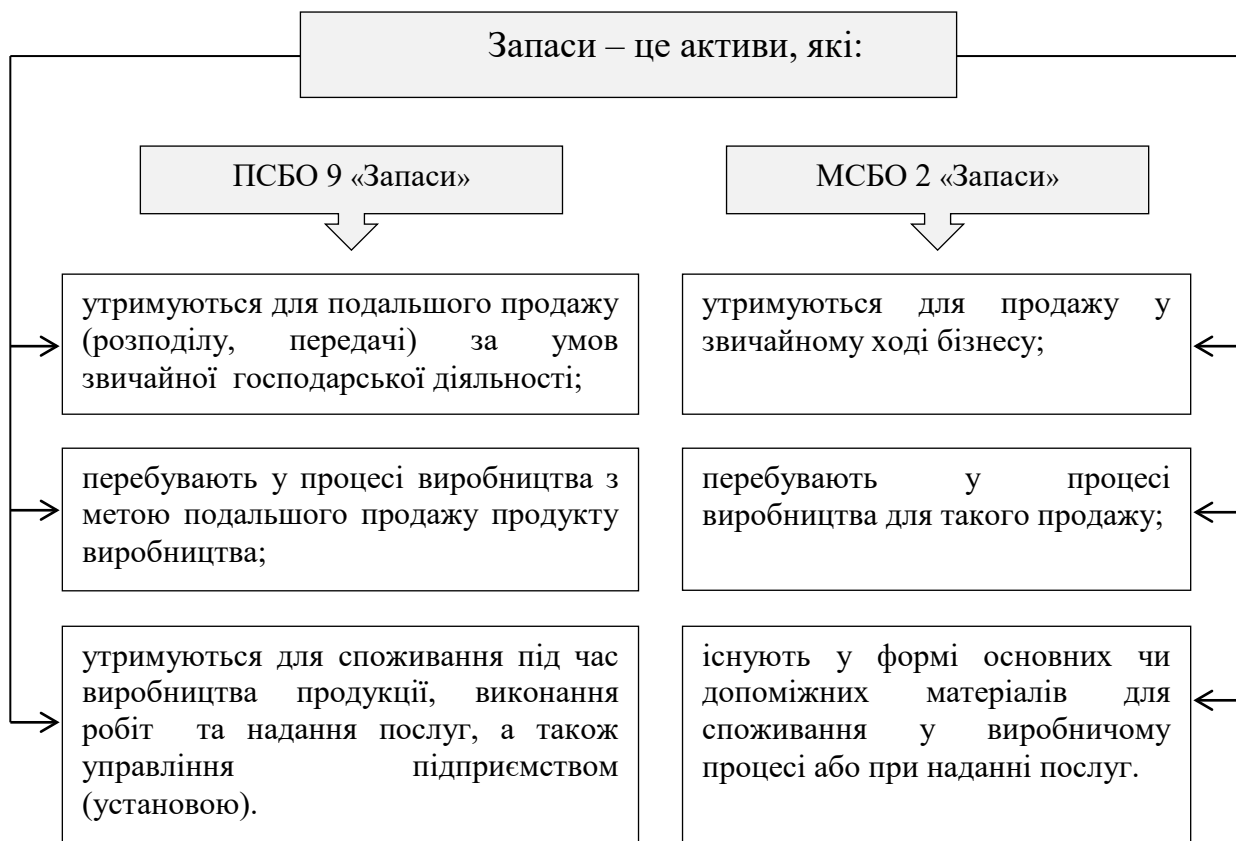 Запаси – це активи, які:
ПСБО 9 «Запаси»
МСБО 2 «Запаси»
утримуються для подальшого продажу
(розподілу, передачі) за умов
звичайної господарської діяльності;
утримуються для продажу у
звичайному ході бізнесу;
перебувають у процесі виробництва з
метою подальшого продажу продукту
виробництва;
перебувають у процесі
виробництва для такого продажу;
утримуються для споживання під час
виробництва продукції, виконання
робіт та надання послуг, а також
управління підприємством
(установою).
існують у формі основних чи
допоміжних матеріалів для
споживання у виробничому
процесі або при наданні послуг.